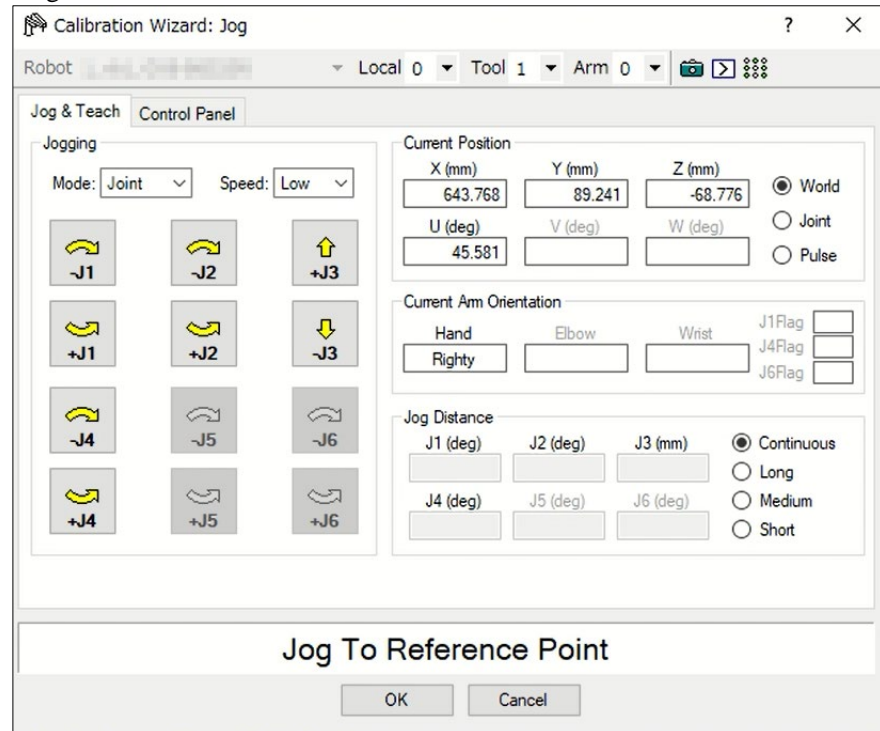 Calibration Wizard: Jog ? ×
Robot Local 0 Tool 1 Arm 0
Jog & Teach Control Panel
Jogging
Mode: Joint Speed: Low
-J1 -J2 +J3
+J1 +J2 -J3
-J4 -J5 -J6
+J4 +J5 +J6
Current Position
X (mm) Y (mm) Z (mm)
643.768 89.241 -68.776
U (deg) V (deg) W (deg)
45.581
World
Joint
Pulse
Current Arm Orientation
Hand Elbow Wrist
Righty
J1Flag
J4Flag
J6Flag
Jog Distance
J1 (deg) J2 (deg) J3 (mm)
J4 (deg) J5 (deg) J6 (deg)
Continuous
Long
Medium
Short
Jog To Reference Point
OK Cancel